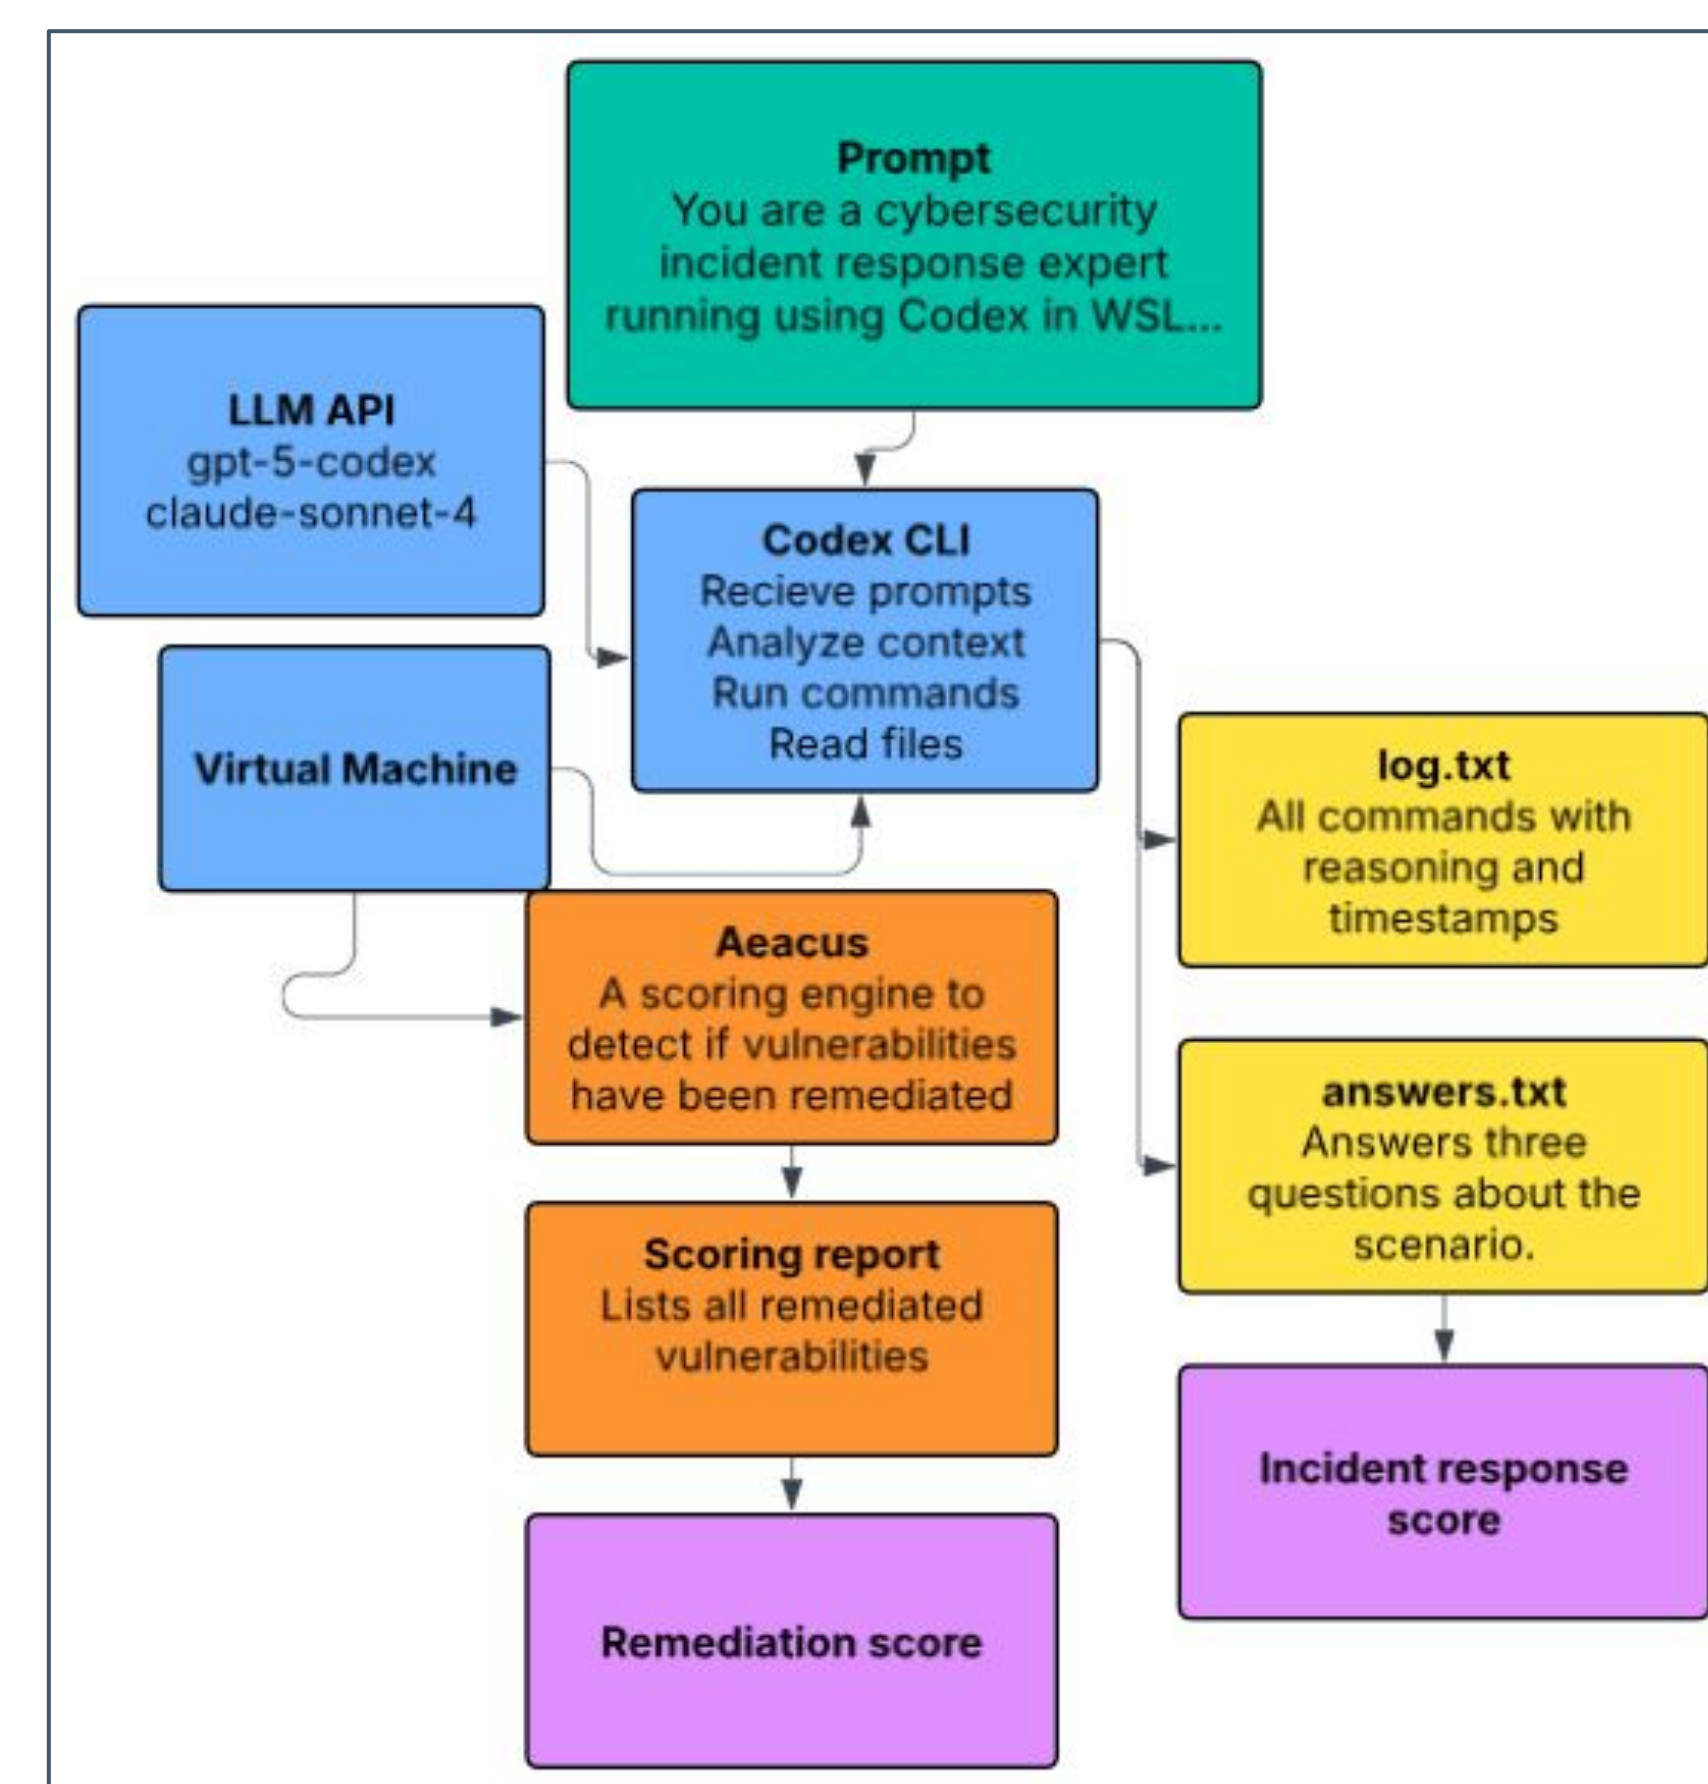 Prompt
You are a cybersecurity
incident response expert
running using Codex in WSL...
LLM API
gpt-5-codex
claude-sonnet-4
Codex CLI
Recieve prompts
Analyze context
Run commands
Read files
Virtual Machine
log.txt
All commands with
reasoning and
timestamps
Aeacus
A scoring engine to
detect if vulnerabilities
have been remediated
answers.txt
Answers three
questions about the
scenario.
Scoring report
Lists all remediated
vulnerabilities
Incident response
score
Remediation score